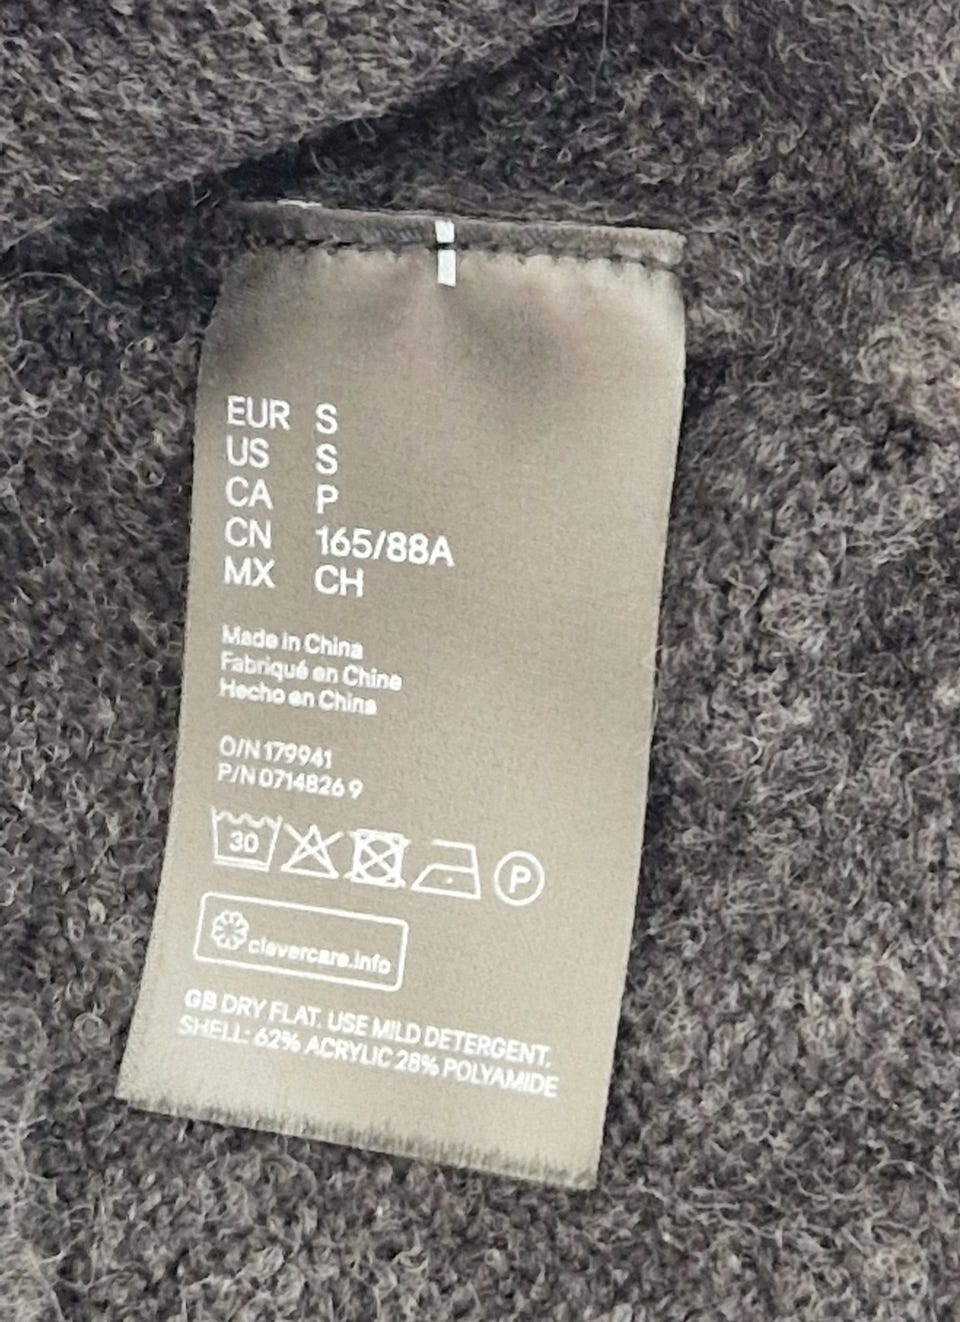 EUR S
US S
CA P
CN 165/88A
MX CH
Made in China
Fabriqué en Chine
Hecho en China
O/N 179941
P/N 0714826 9
30
P
clevercare.info
GB DRY FLAT. USE MILD DETERGENT.
SHELL: 62% ACRYLIC 28% POLYAMIDE